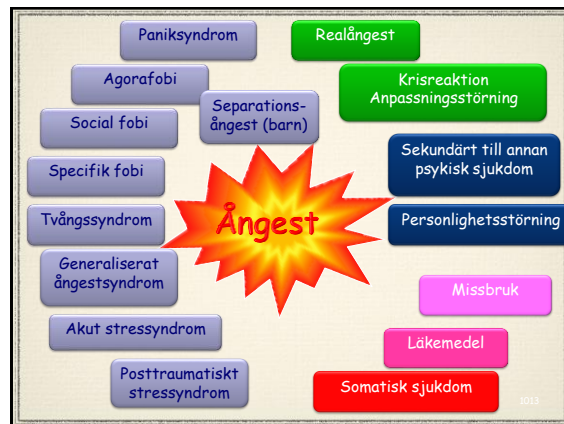 Paniksyndrom
Realångest
Agorafobi
Krisreaktion
Anpassningsstörning
Separations-
ångest (barn)
Social fobi
Sekundärt till annan
psykisk sjukdom
Specifik fobi
Ångest
Tvångssyndrom
Personlighetsstörning
Generaliserat
ångestsyndrom
Missbruk
Akut stressyndrom
Läkemedel
Posttraumatiskt
stressyndrom
Somatisk sjukdom
1013